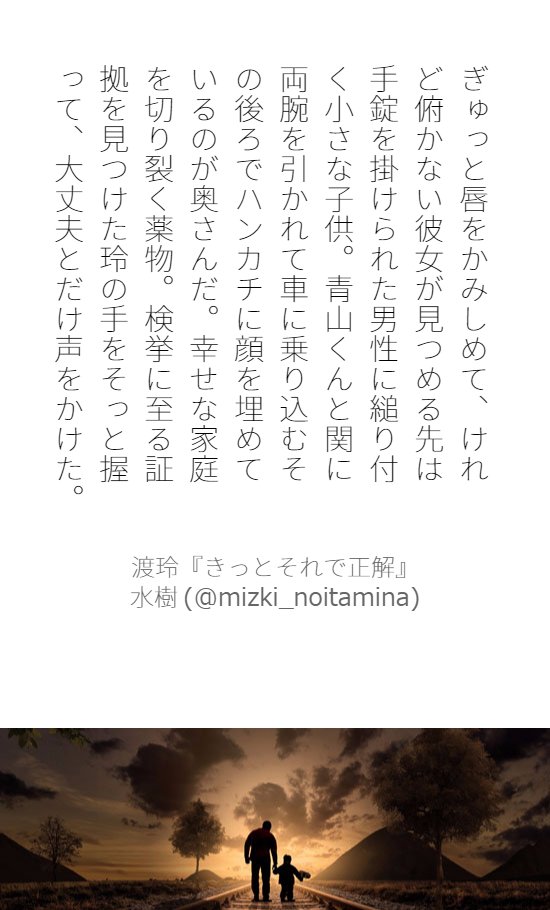 ぎゅっと唇をかみしめて、けれ
ど俯かない彼女が見つめる先は
手錠を掛けられた男性に縋り付
く小さな子供。青山くんと関に
両腕を引かれて車に乗り込むそ
の後ろでハンカチに顔を埋めて
いるのが奥さんだ。幸せな家庭
を切り裂く薬物。検挙に至る証
拠を見つけた玲の手をそっと握
って、大丈夫とだけ声をかけた。
渡玲『きっとそれで正解』
水樹 (@mizki_noitamina)